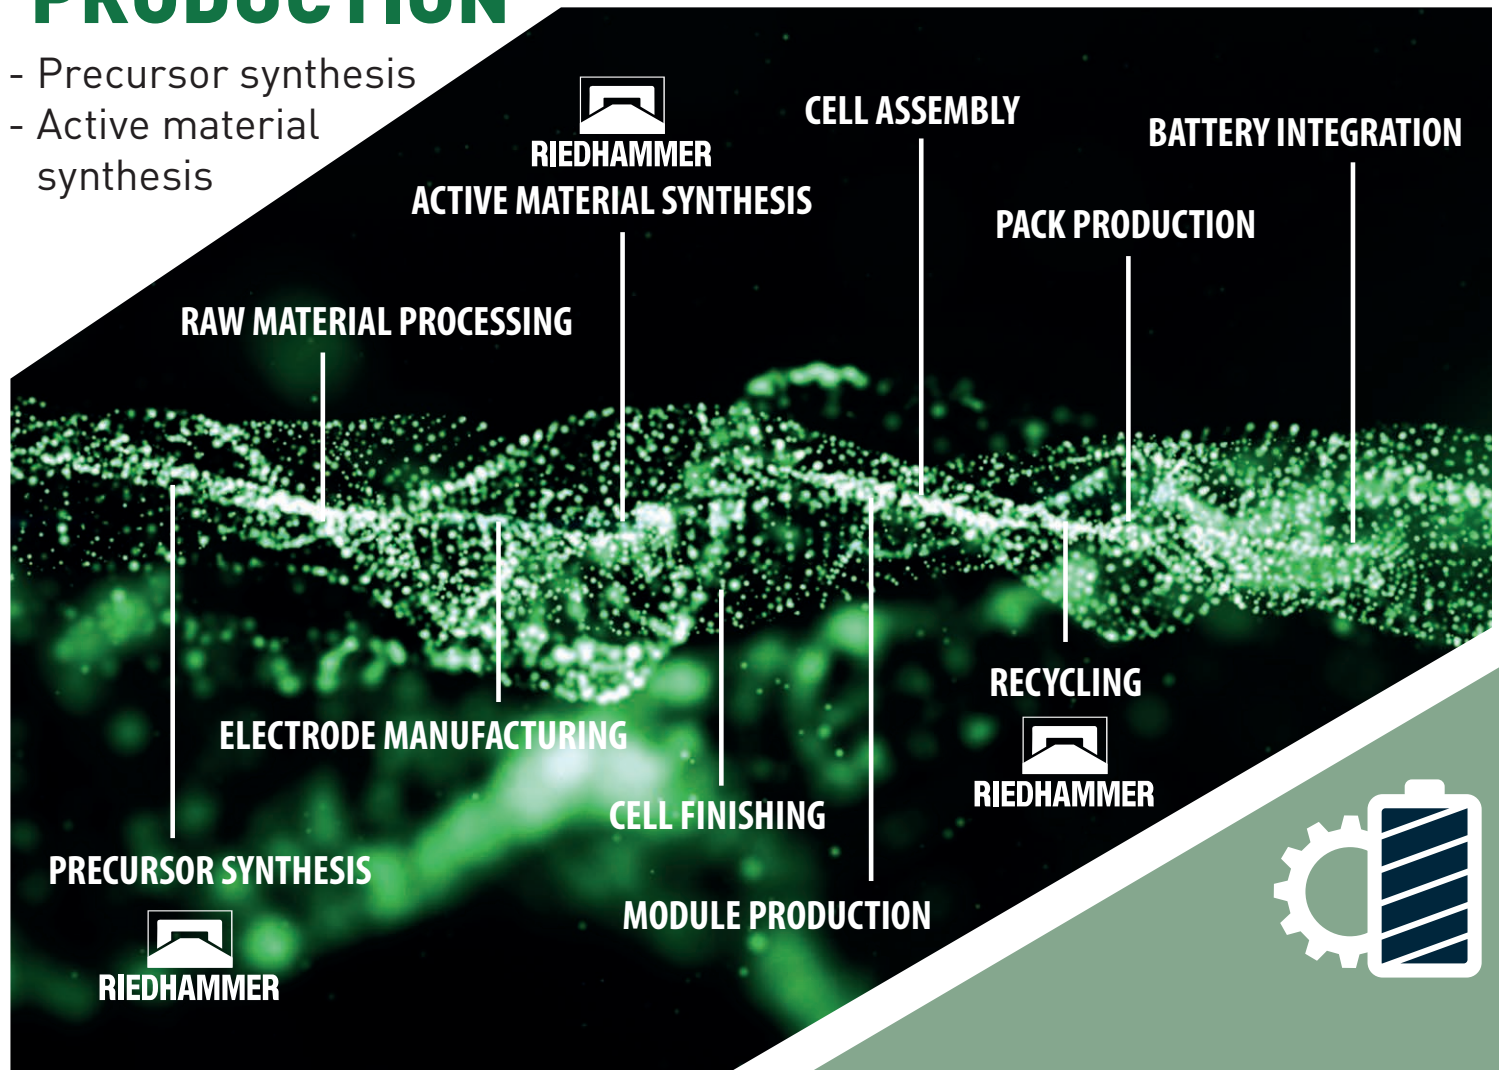 PRODUCTION
- Precursor synthesis
- Active material
synthesis
RIEDHAMMER
ACTIVE MATERIAL SYNTHESIS
CELL ASSEMBLY
BATTERY INTEGRATION
PACK PRODUCTION
RAW MATERIAL PROCESSING
RECYCLING
RIEDHAMMER
ELECTRODE MANUFACTURING
CELL FINISHING
PRECURSOR SYNTHESIS
RIEDHAMMER
MODULE PRODUCTION